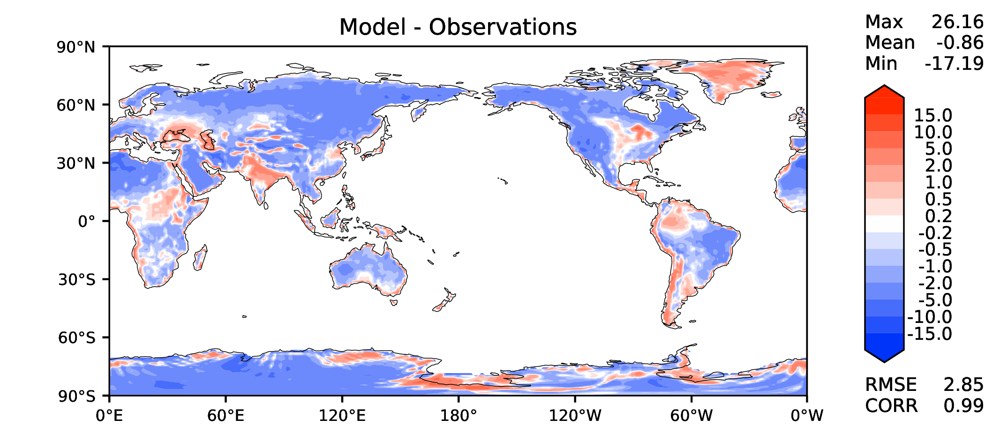 Model - Observations
Max 26.16
Mean -0.86
Min -17.19
90°N
60°N
30°N
0°
30°S
60°S
90°S
0°E 60°E 120°E 180° 120°W 60°W 0°W
15.0
10.0
5.0
2.0
1.0
0.5
0.2
-0.2
-0.5
-1.0
-2.0
-5.0
-10.0
-15.0
RMSE 2.85
CORR 0.99